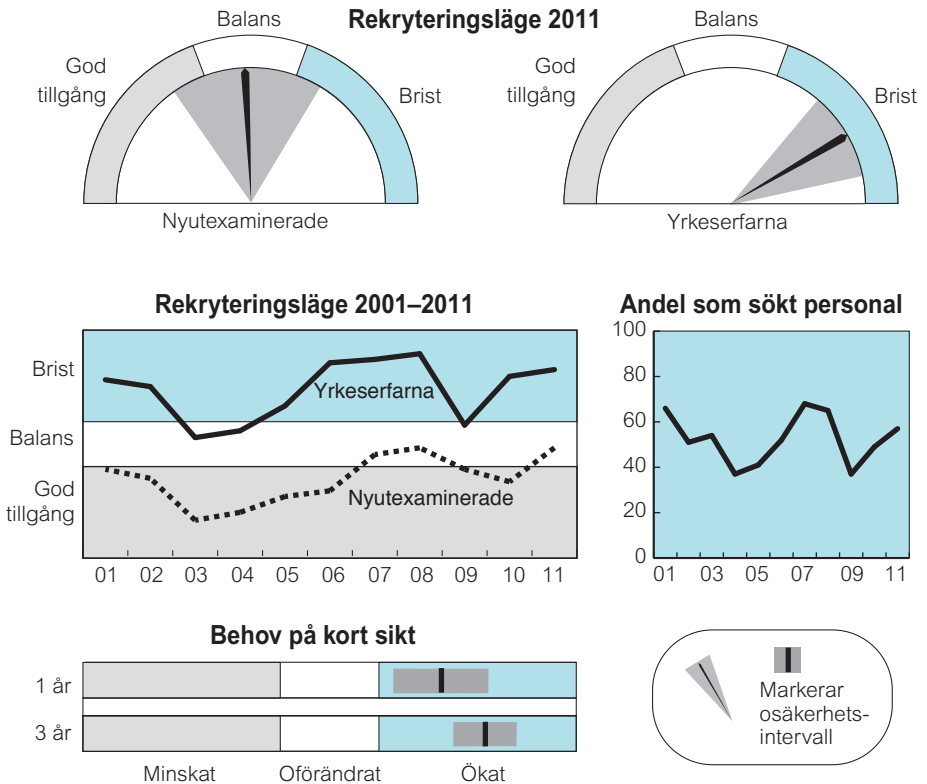 Rekryteringsläge 2011
Balans
God
tillgång
Brist
Nyutexaminerade
Balans
God
tillgång
Brist
Yrkeserfarna
Rekryteringsläge 2001–2011
Brist
Balans
God
tillgång
Yrkeserfarna
Nyutexaminerade
01 02 03 04 05 06 07 08 09 10 11
Andel som sökt personal
100
80
60
40
20
0
01 03 05 07 09 11
Behov på kort sikt
1 år
3 år
Minskat Oförändrat Ökat
Markerar
osäkerhets-
intervall